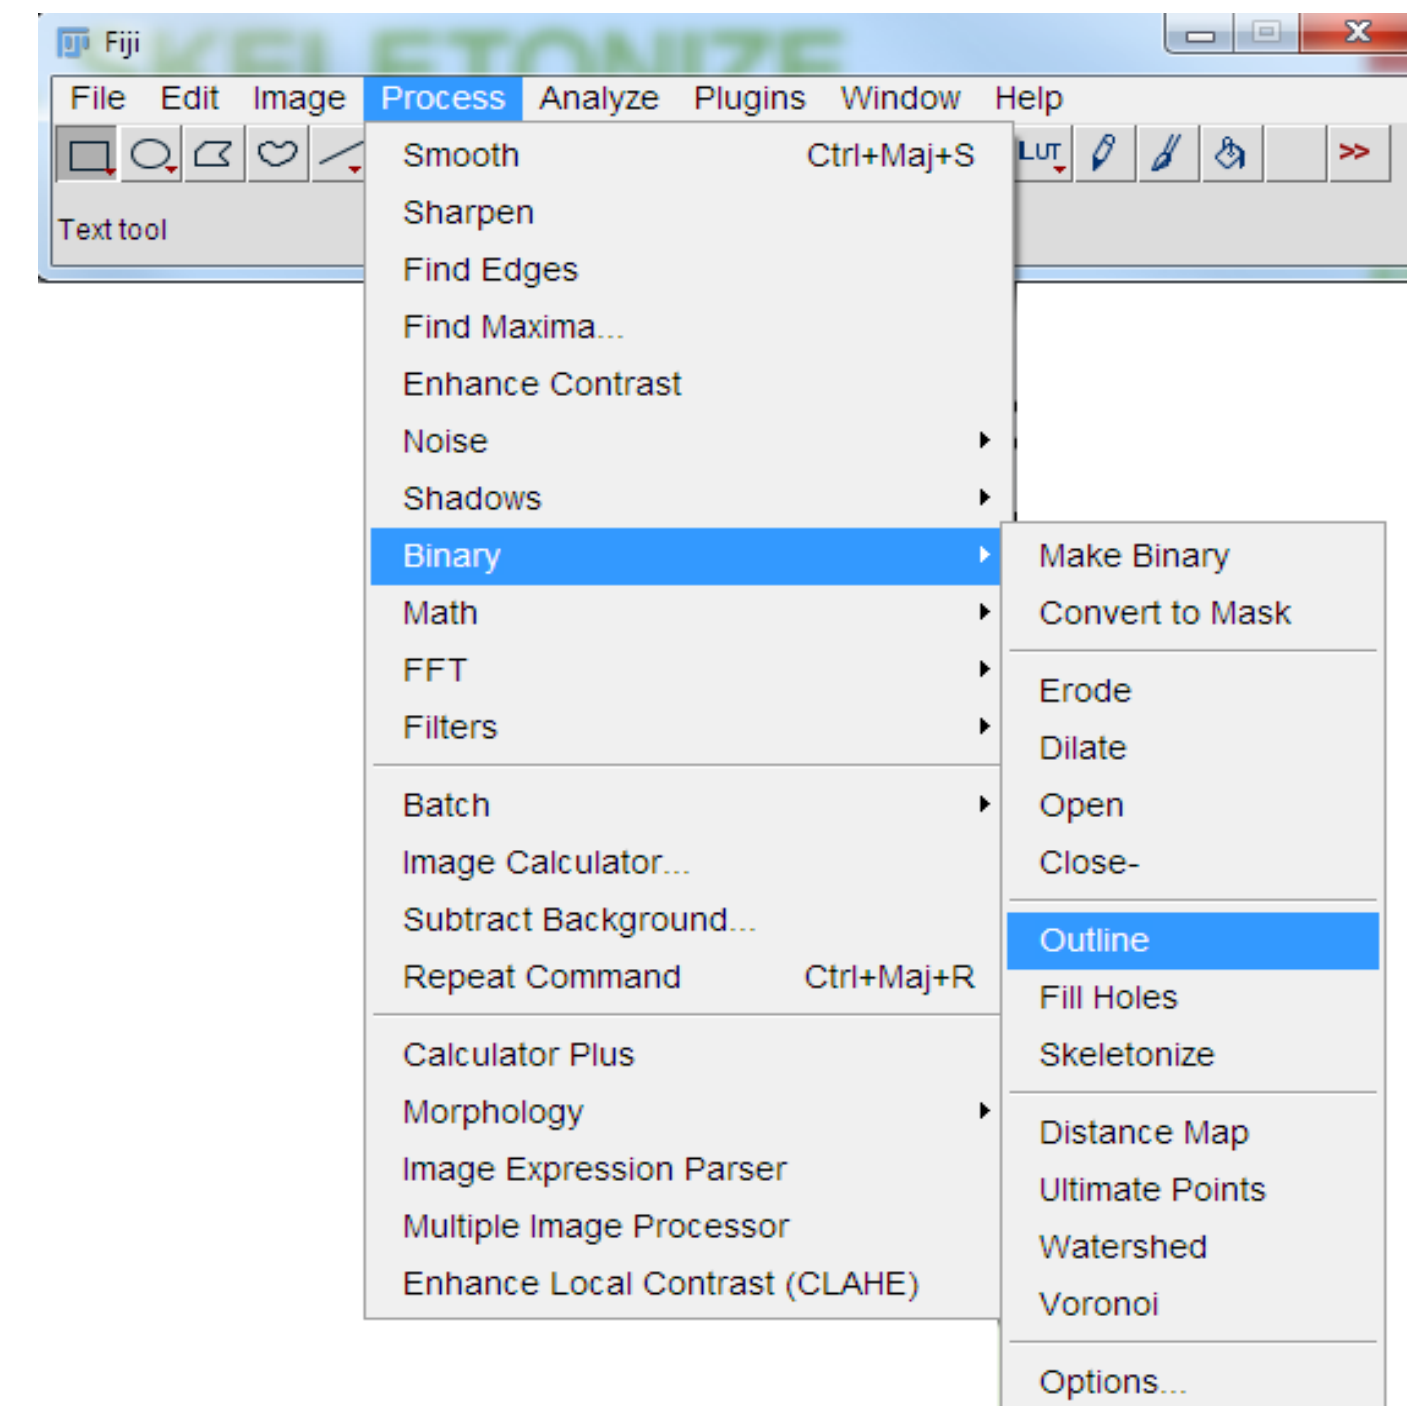 SKELETONIZE
Fiji
File Edit Image Process Analyze Plugins Window Help
LUT >>
Text tool
Smooth Ctrl+Maj+S
Sharpen
Find Edges
Find Maxima...
Enhance Contrast
Noise
Shadows
Binary
Math
FFT
Filters
Batch
Image Calculator...
Subtract Background...
Repeat Command Ctrl+Maj+R
Calculator Plus
Morphology
Image Expression Parser
Multiple Image Processor
Enhance Local Contrast (CLAHE)
Make Binary
Convert to Mask
Erode
Dilate
Open
Close-
Outline
Fill Holes
Skeletonize
Distance Map
Ultimate Points
Watershed
Voronoi
Options...